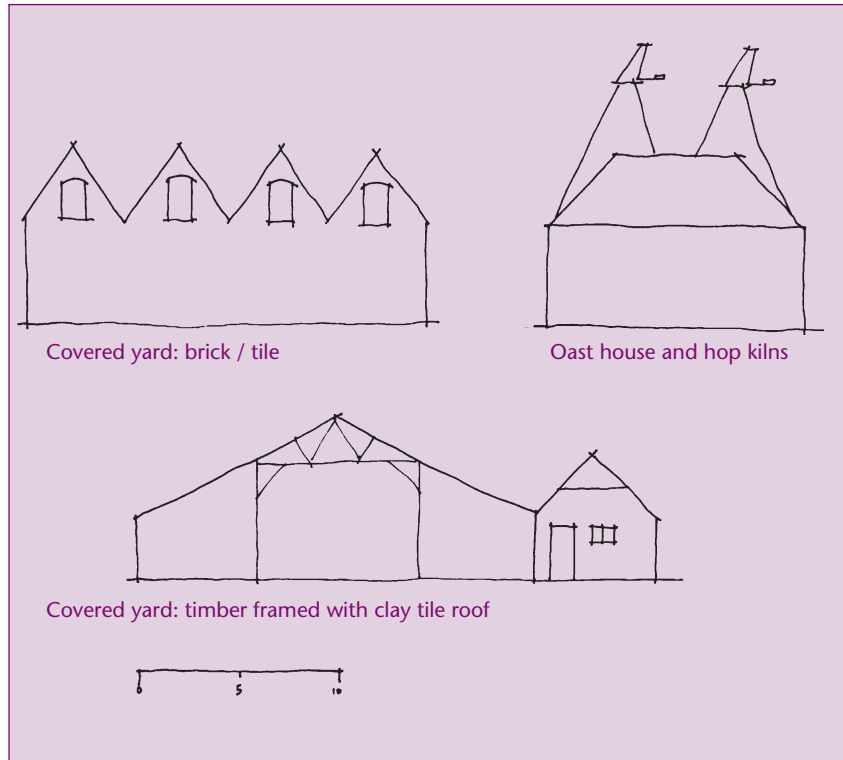 Covered yard: brick / tile
Oast house and hop kilns
Covered yard: timber framed with clay tile roof
0 5 10